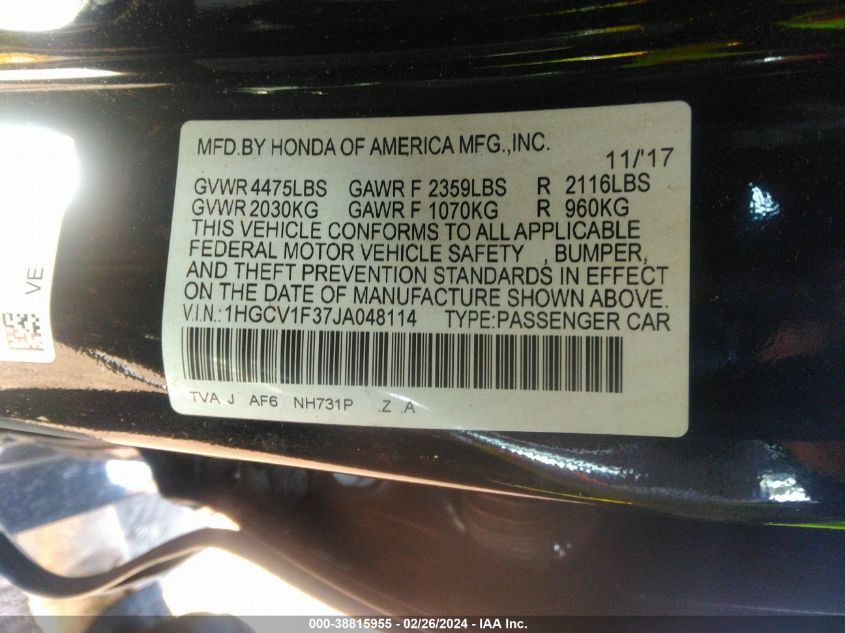 MFD.BY HONDA OF AMERICA MFG.,INC.
11/'17
GVWR 4475LBS GAWR F 2359LBS R 2116LBS
GVWR 2030KG GAWR F 1070KG R 960KG
THIS VEHICLE CONFORMS TO ALL APPLICABLE
FEDERAL MOTOR VEHICLE SAFETY , BUMPER,
AND THEFT PREVENTION STANDARDS IN EFFECT
ON THE DATE OF MANUFACTURE SHOWN ABOVE.
V.I.N.:1HGCV1F37JA048114 TYPE:PASSENGER CAR
TVA J AF6 NH731P .Z .A
VE
000-38815955 - 02/26/2024 - IAA Inc.